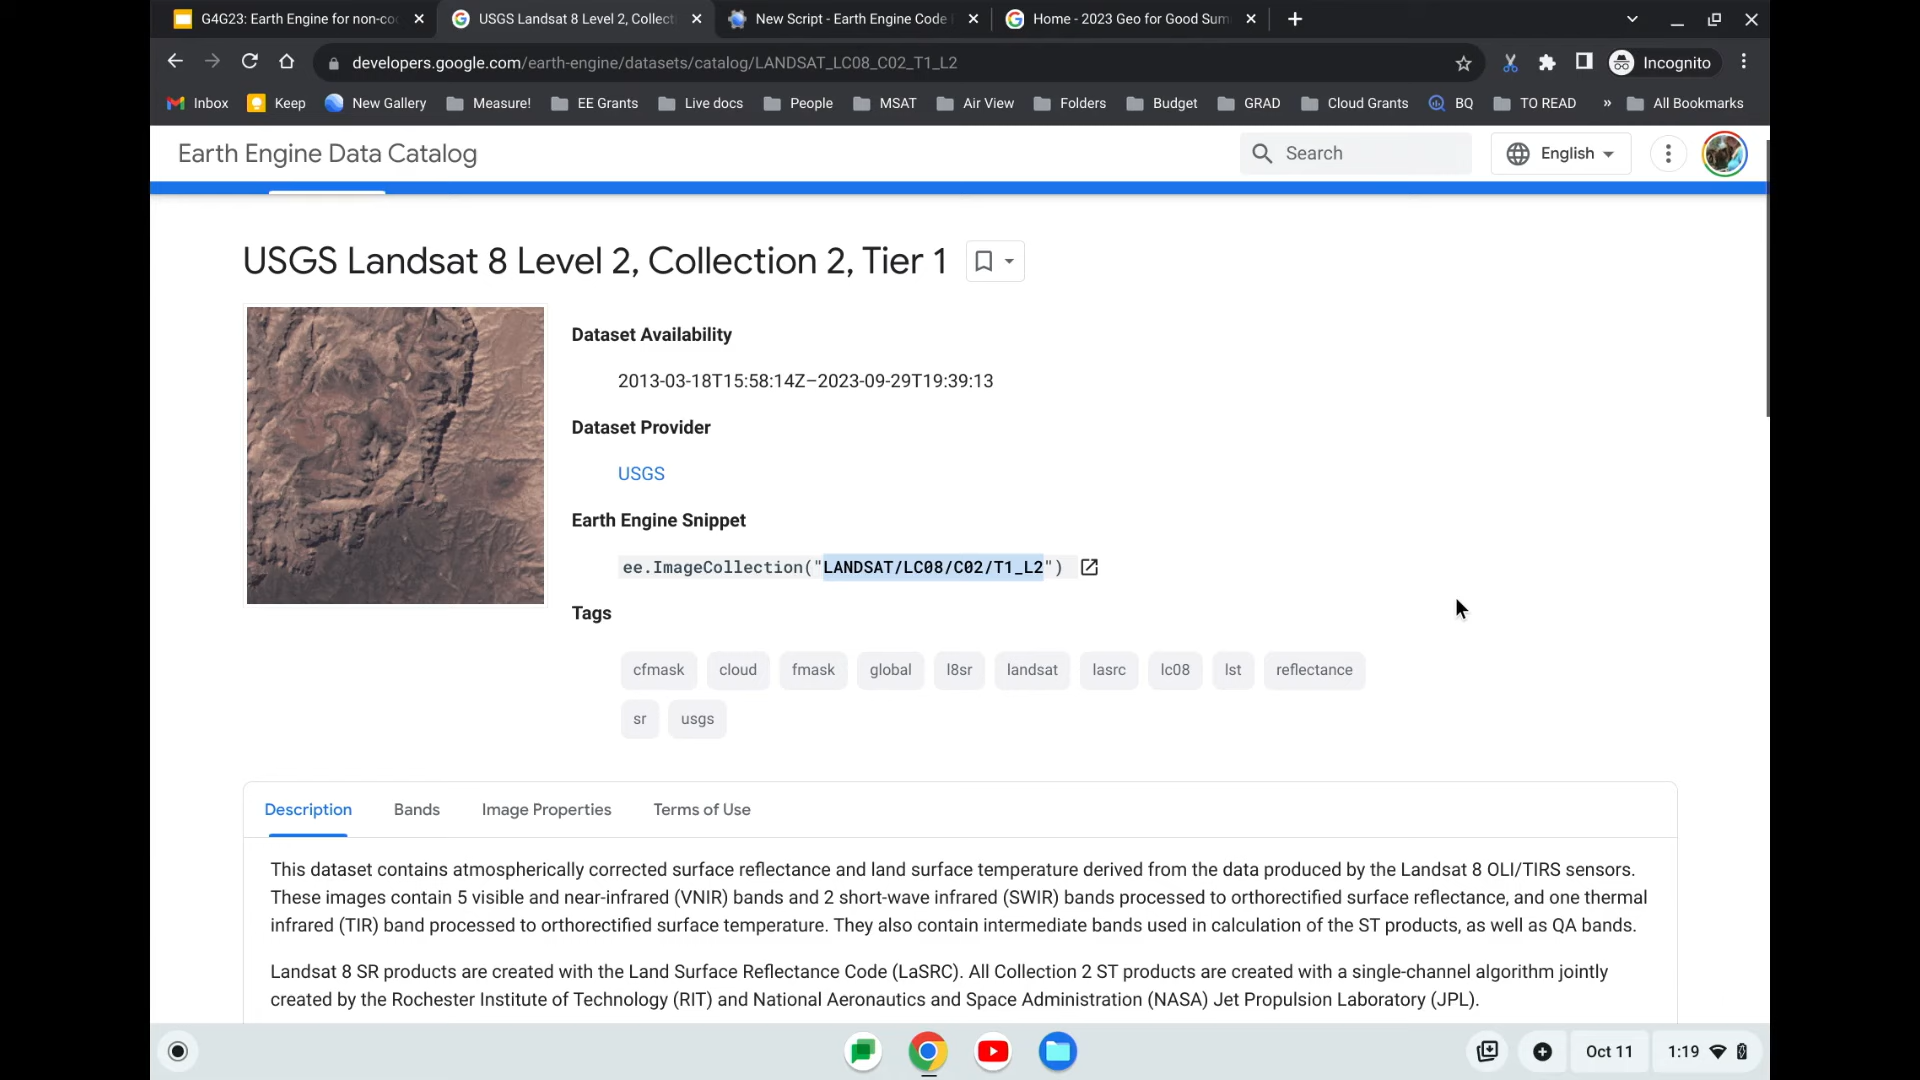 G4G23: Earth Engine for non-co
USGS Landsat 8 Level 2, Collect
New Script - Earth Engine Code
Home - 2023 Geo for Good Sum
developers.google.com/earth-engine/datasets/catalog/LANDSAT_LC08_C02_T1_L2
Incognito
Inbox
Keep
New Gallery
Measure!
EE Grants
Live docs
People
MSAT
Air View
Folders
Budget
GRAD
Cloud Grants
BQ
TO READ
»
All Bookmarks
Earth Engine Data Catalog
Search
English
USGS Landsat 8 Level 2, Collection 2, Tier 1
Dataset Availability
2013-03-18T15:58:14Z–2023-09-29T19:39:13
Dataset Provider
USGS
Earth Engine Snippet
ee.ImageCollection("LANDSAT/LC08/C02/T1_L2")
Tags
cfmask cloud fmask global l8sr landsat lasrc lc08 lst reflectance
sr usgs
Description Bands Image Properties Terms of Use
This dataset contains atmospherically corrected surface reflectance and land surface temperature derived from the data produced by the Landsat 8 OLI/TIRS sensors.
These images contain 5 visible and near-infrared (VNIR) bands and 2 short-wave infrared (SWIR) bands processed to orthorectified surface reflectance, and one thermal
infrared (TIR) band processed to orthorectified surface temperature. They also contain intermediate bands used in calculation of the ST products, as well as QA bands.
Landsat 8 SR products are created with the Land Surface Reflectance Code (LaSRC). All Collection 2 ST products are created with a single-channel algorithm jointly
created by the Rochester Institute of Technology (RIT) and National Aeronautics and Space Administration (NASA) Jet Propulsion Laboratory (JPL).
Oct 11
1:19